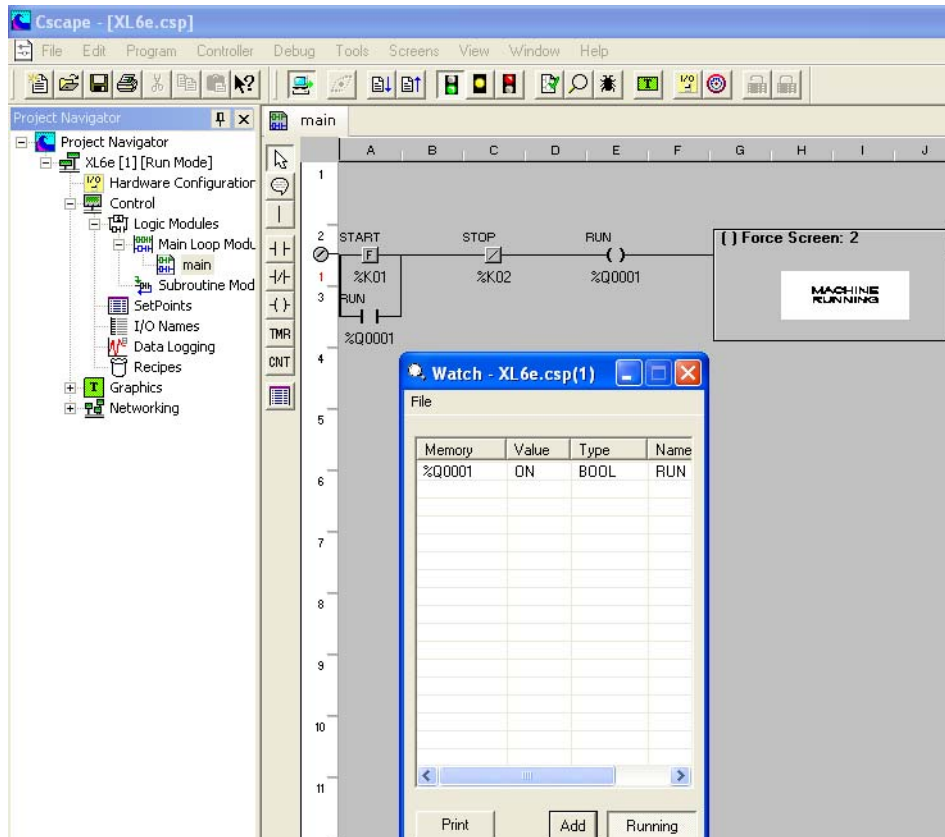 Cscape - [XL6e.csp]
File Edit Program Controller Debug Tools Screens View Window Help
Project Navigator
Project Navigator
XL6e [1] [Run Mode]
Hardware Configuration
Control
Logic Modules
Main Loop Modu
main
Subroutine Mod
SetPoints
I/O Names
Data Logging
Recipes
T Graphics
Networking
TMR
CNT
main
A B C D E F G H I J
1
2
1
3
4
5
6
7
8
9
10
11
START STOP RUN
F
%K01 %K02 %Q0001
RUN
%Q0001
( ) Force Screen: 2
MACHINE
RUNNING
Watch - XL6e.csp(1)
File
Memory Value Type Name
%Q0001 ON BOOL RUN
Print Add Running